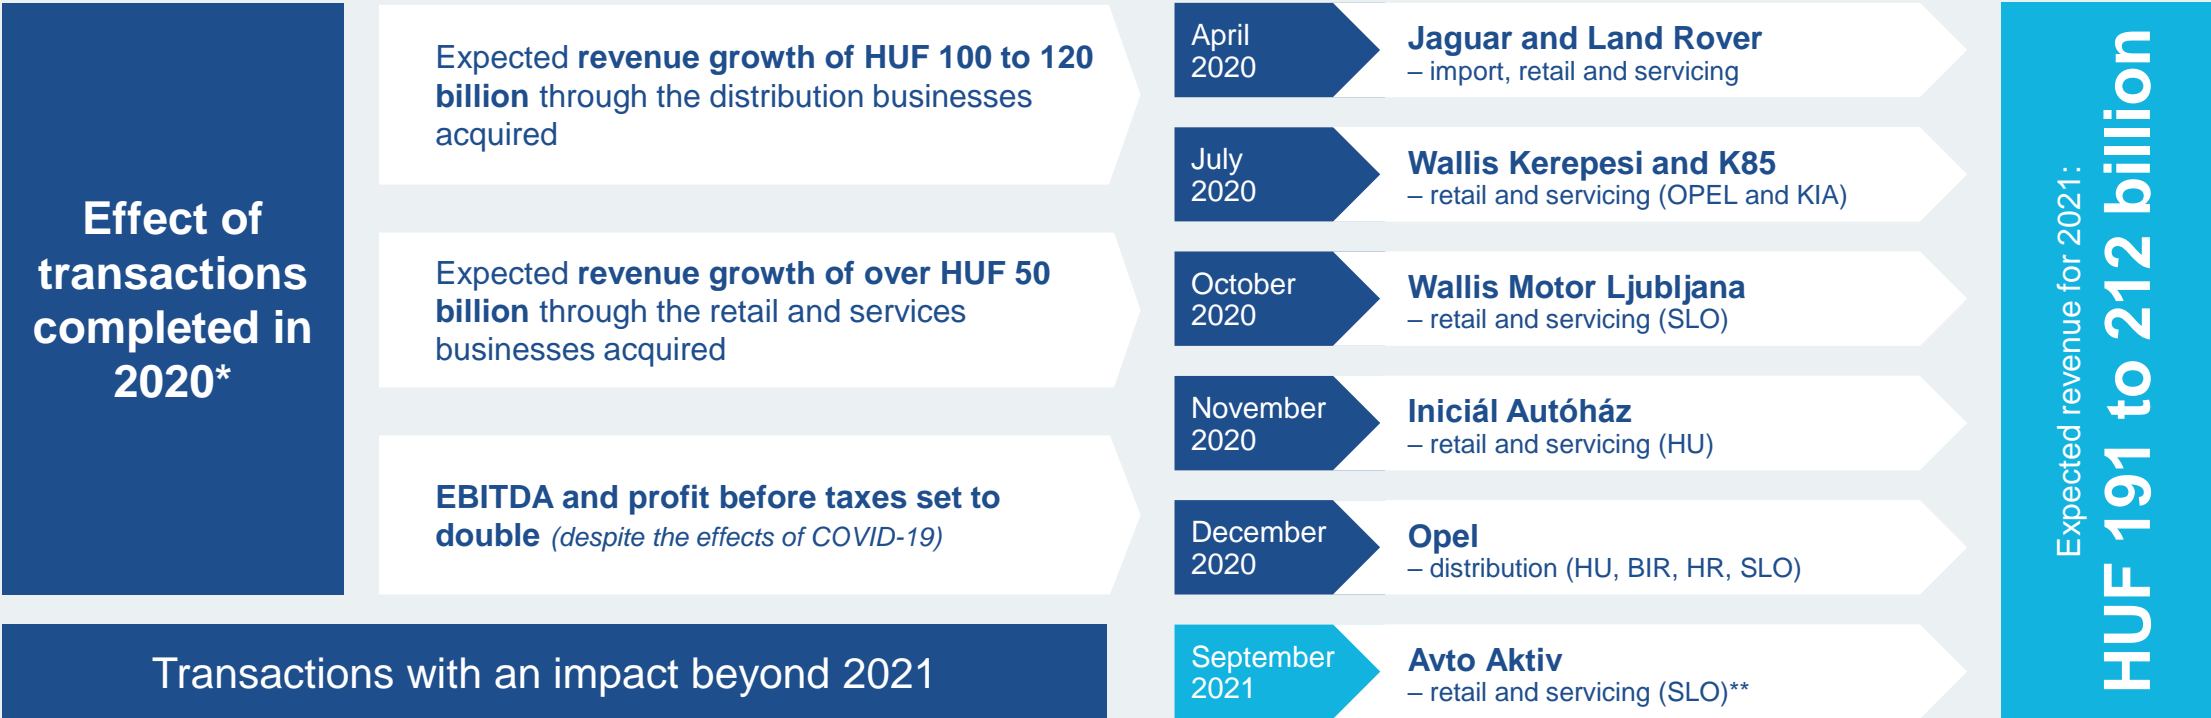 Effect of
transactions
completed in
2020*
Expected revenue growth of HUF 100 to 120
billion through the distribution businesses
acquired
Expected revenue growth of over HUF 50
billion through the retail and services
businesses acquired
EBITDA and profit before taxes set to
double (despite the effects of COVID-19)
Transactions with an impact beyond 2021
April
2020
Jaguar and Land Rover
– import, retail and servicing
July
2020
Wallis Kerepesi and K85
– retail and servicing (OPEL and KIA)
October
2020
Wallis Motor Ljubljana
– retail and servicing (SLO)
November
2020
Iniciál Autóház
– retail and servicing (HU)
December
2020
Opel
– distribution (HU, BIR, HR, SLO)
September
2021
Avto Aktiv
– retail and servicing (SLO)**
Expected revenue for 2021:
HUF 191 to 212 billion